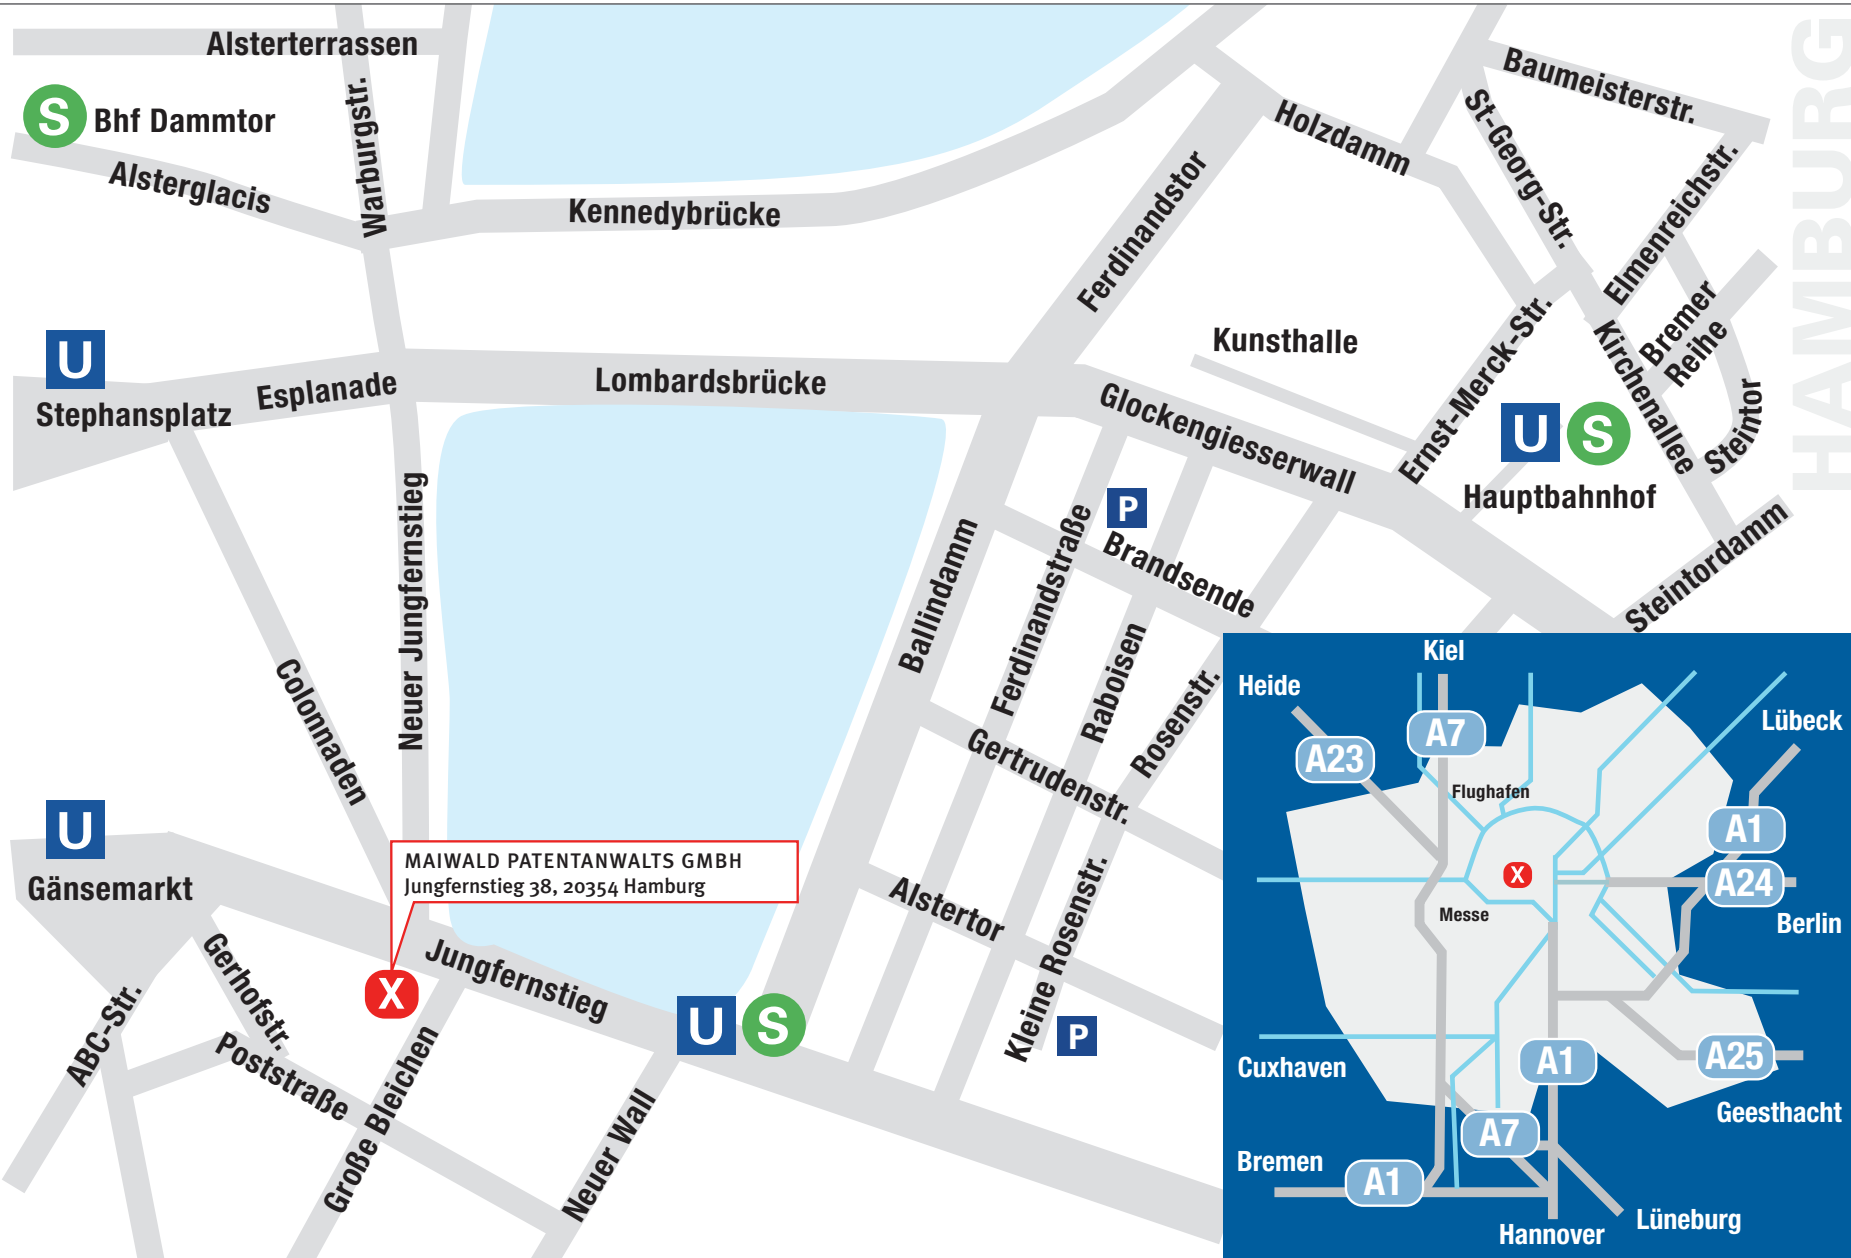 HAMBURG
Alsterterrassen
S
Bhf Dammtor
Alsterglacis
Warburgstr.
Kennedybrücke
Holzdamm
Baumeisterstr.
St-Georg-Str.
Elmenreichstr.
Ferdinandstor
Kunsthalle
Ernst-Merck-Str.
Kirchenallee
Bremer
Reihe
Steintor
U
Stephansplatz
Esplanade
Lombardsbrücke
Glockengiesserwall
U S
Hauptbahnhof
Steintordamm
Neuer Jungfernstieg
Colonnaden
Ballindamm
Ferdinandstraße
P
Brandsende
Raboisen
Rosenstr.
Gertrudenstr.
U
Gänsemarkt
MAIWALD PATENTANWALTS GMBH
Jungfernstieg 38, 20354 Hamburg
X
Jungfernstieg
U S
Alstertor
Kleine Rosenstr.
P
Gerhofstr.
ABC-Str.
Poststraße
Große Bleichen
Neuer Wall
Kiel
Heide
A7
A23
Lübeck
Flughafen
A1
X
A24
Messe
Berlin
Cuxhaven
A1
A25
Geesthacht
A7
Bremen
A1
Lüneburg
Hannover